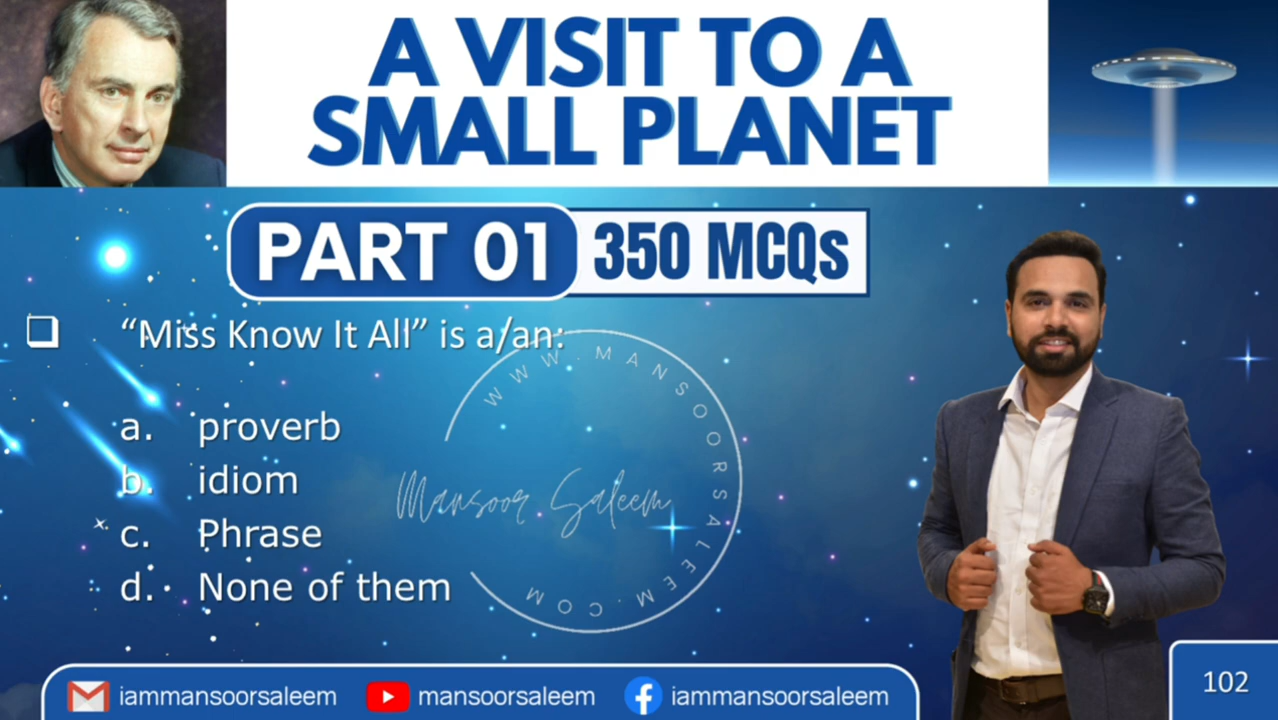 A VISIT TO A
SMALL PLANET
PART 01 350 MCQs
“Miss Know It All” is a/an:
a. proverb
b. idiom
c. Phrase
d. None of them
WWW.MANSOORSALEEM.COM
Mansoor Saleem
iammansoorsaleem mansoorsaleem iammansoorsaleem
102